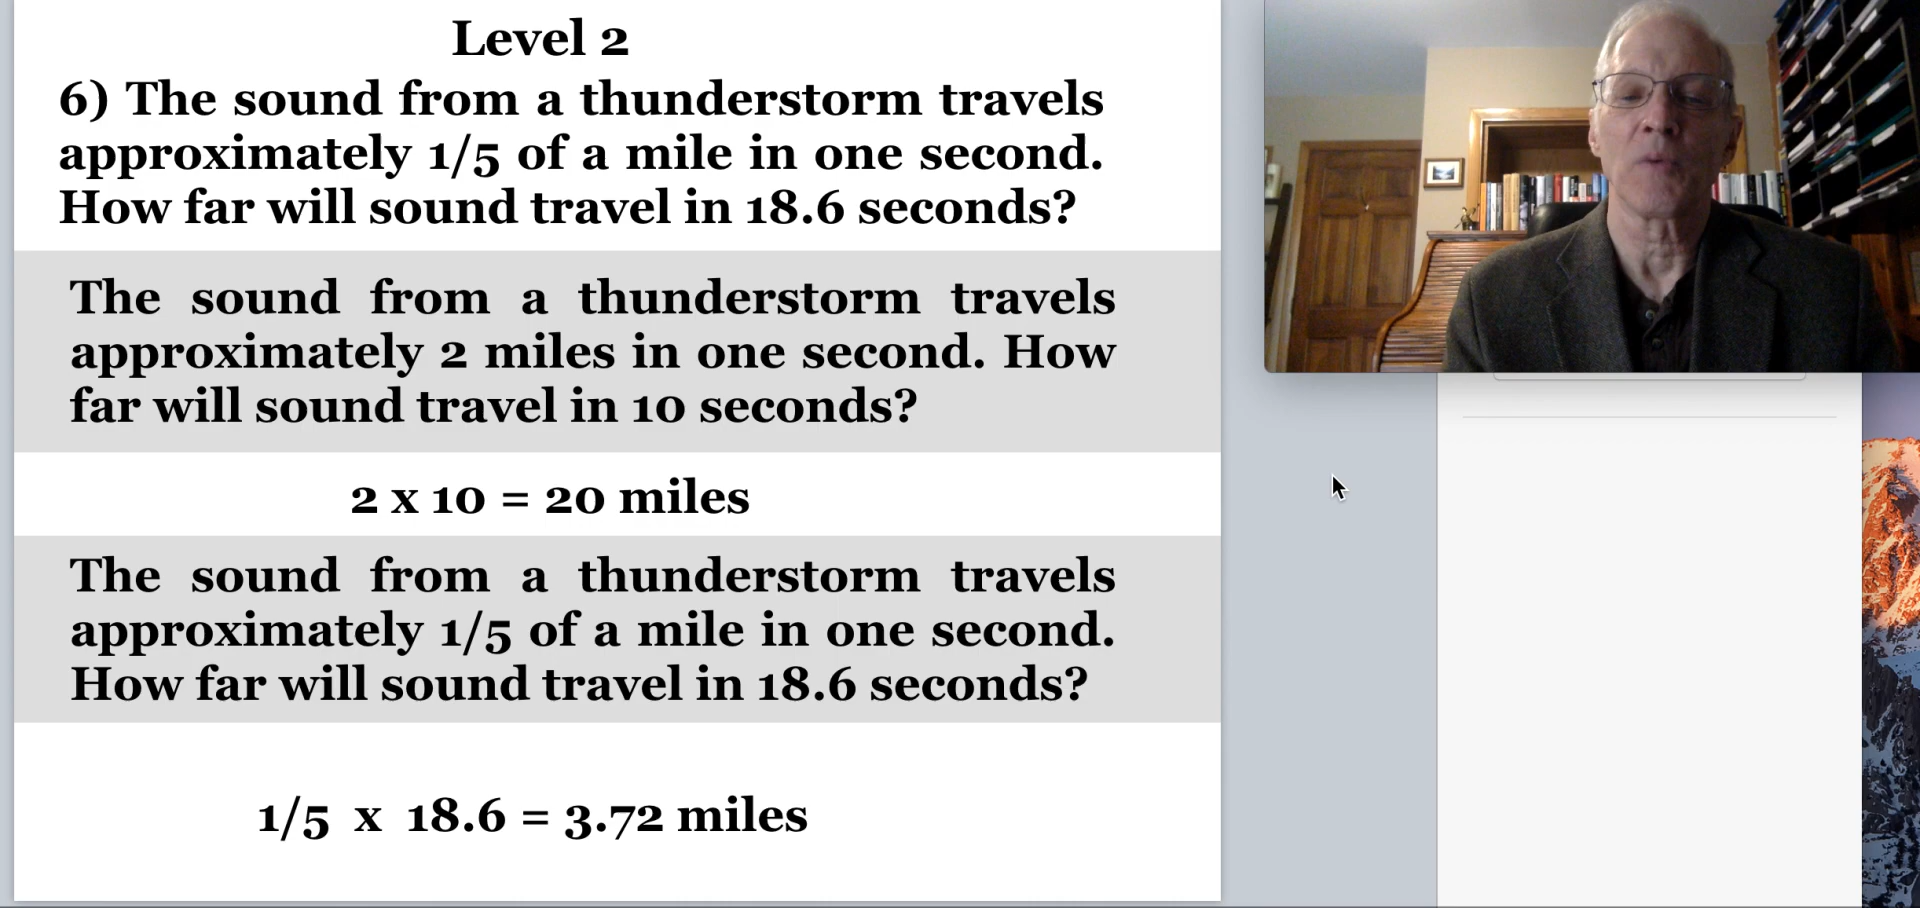 Level 2
6) The sound from a thunderstorm travels
approximately 1/5 of a mile in one second.
How far will sound travel in 18.6 seconds?
The sound from a thunderstorm travels
approximately 2 miles in one second. How
far will sound travel in 10 seconds?
2 x 10 = 20 miles
The sound from a thunderstorm travels
approximately 1/5 of a mile in one second.
How far will sound travel in 18.6 seconds?
1/5 x 18.6 = 3.72 miles